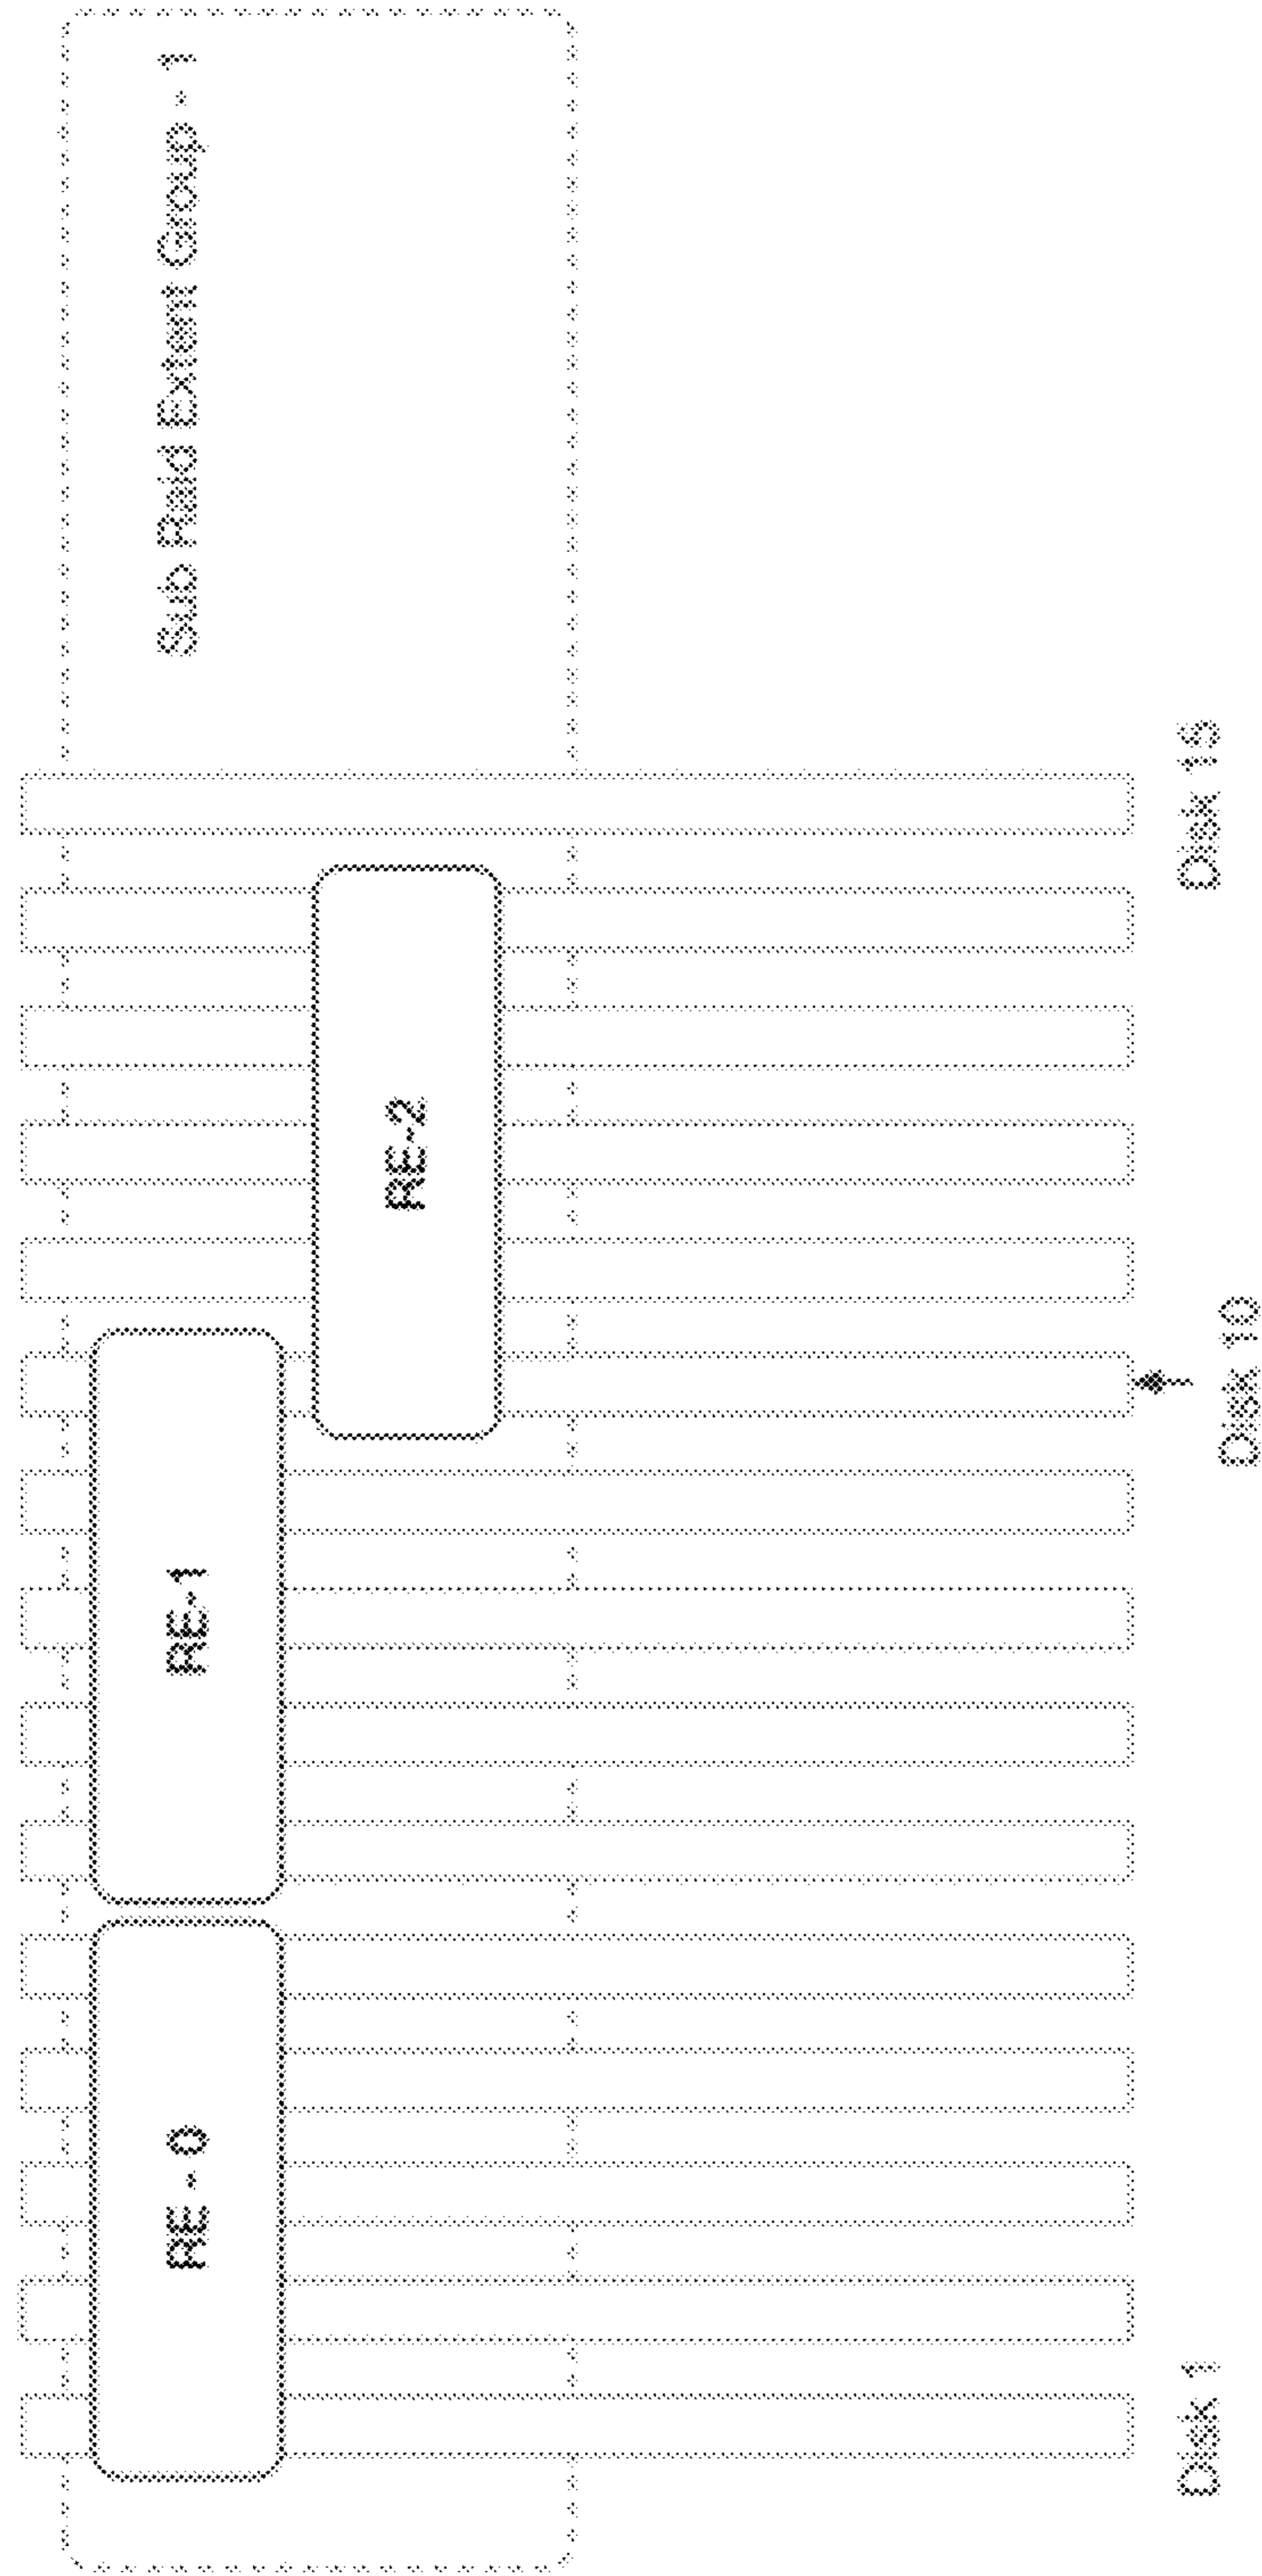 Sub Raid Extent Group - 1
RE - 0
RE-1
RE-2
Disk 1
Disk 10
Disk 15